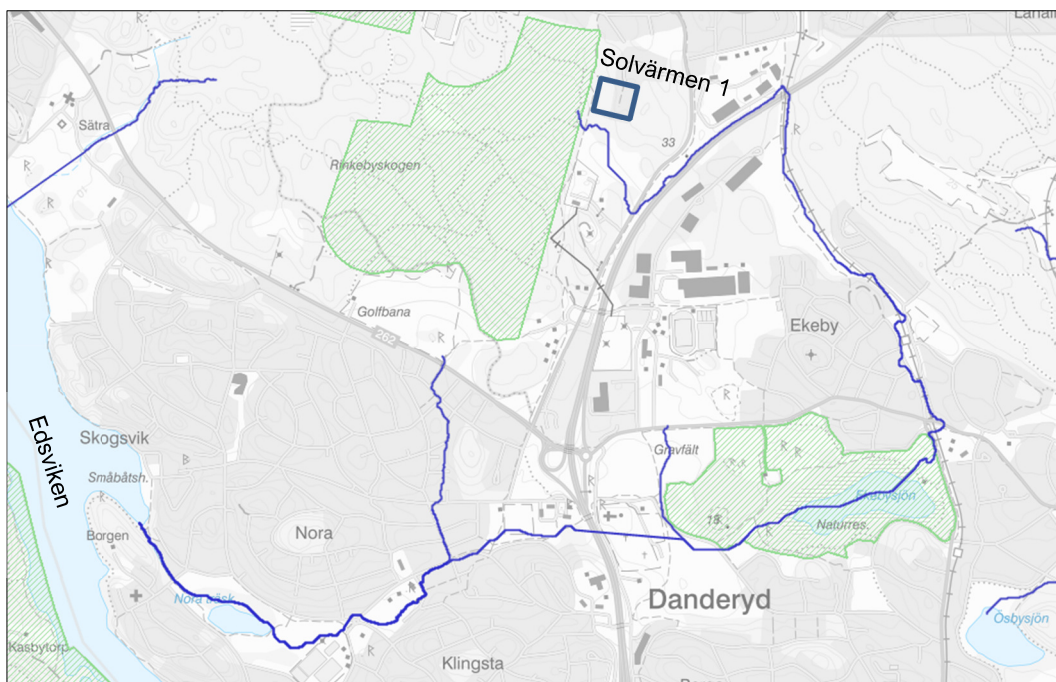 Solvärmen 1
Sätra
Rinkebyskogen
33
Golfbana
262
Ekeby
Edsviken
Skogsvik
Småbåtsh.
Gravfält
Ekebysjön
Naturres.
Nora
Borgen
Nora träsk
Danderyd
Ösbysjön
Kasbytorp
Klingsta